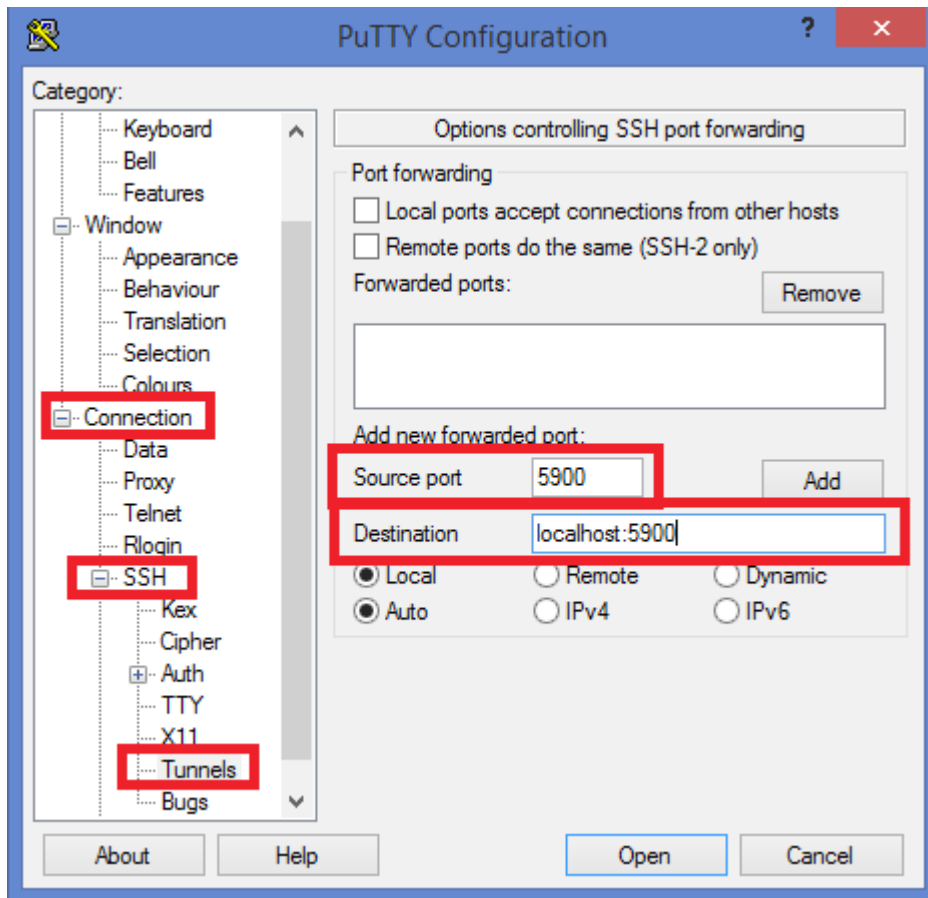 PuTTY Configuration
?
Category:
Keyboard
Bell
Features
Window
Appearance
Behaviour
Translation
Selection
Colours
Connection
Data
Proxy
Telnet
Rlogin
SSH
Kex
Cipher
Auth
TTY
X11
Tunnels
Bugs
Options controlling SSH port forwarding
Port forwarding
Local ports accept connections from other hosts
Remote ports do the same (SSH-2 only)
Forwarded ports:
Remove
Add new forwarded port:
Source port 5900 Add
Destination localhost:5900
Local Remote Dynamic
Auto IPv4 IPv6
About Help Open Cancel